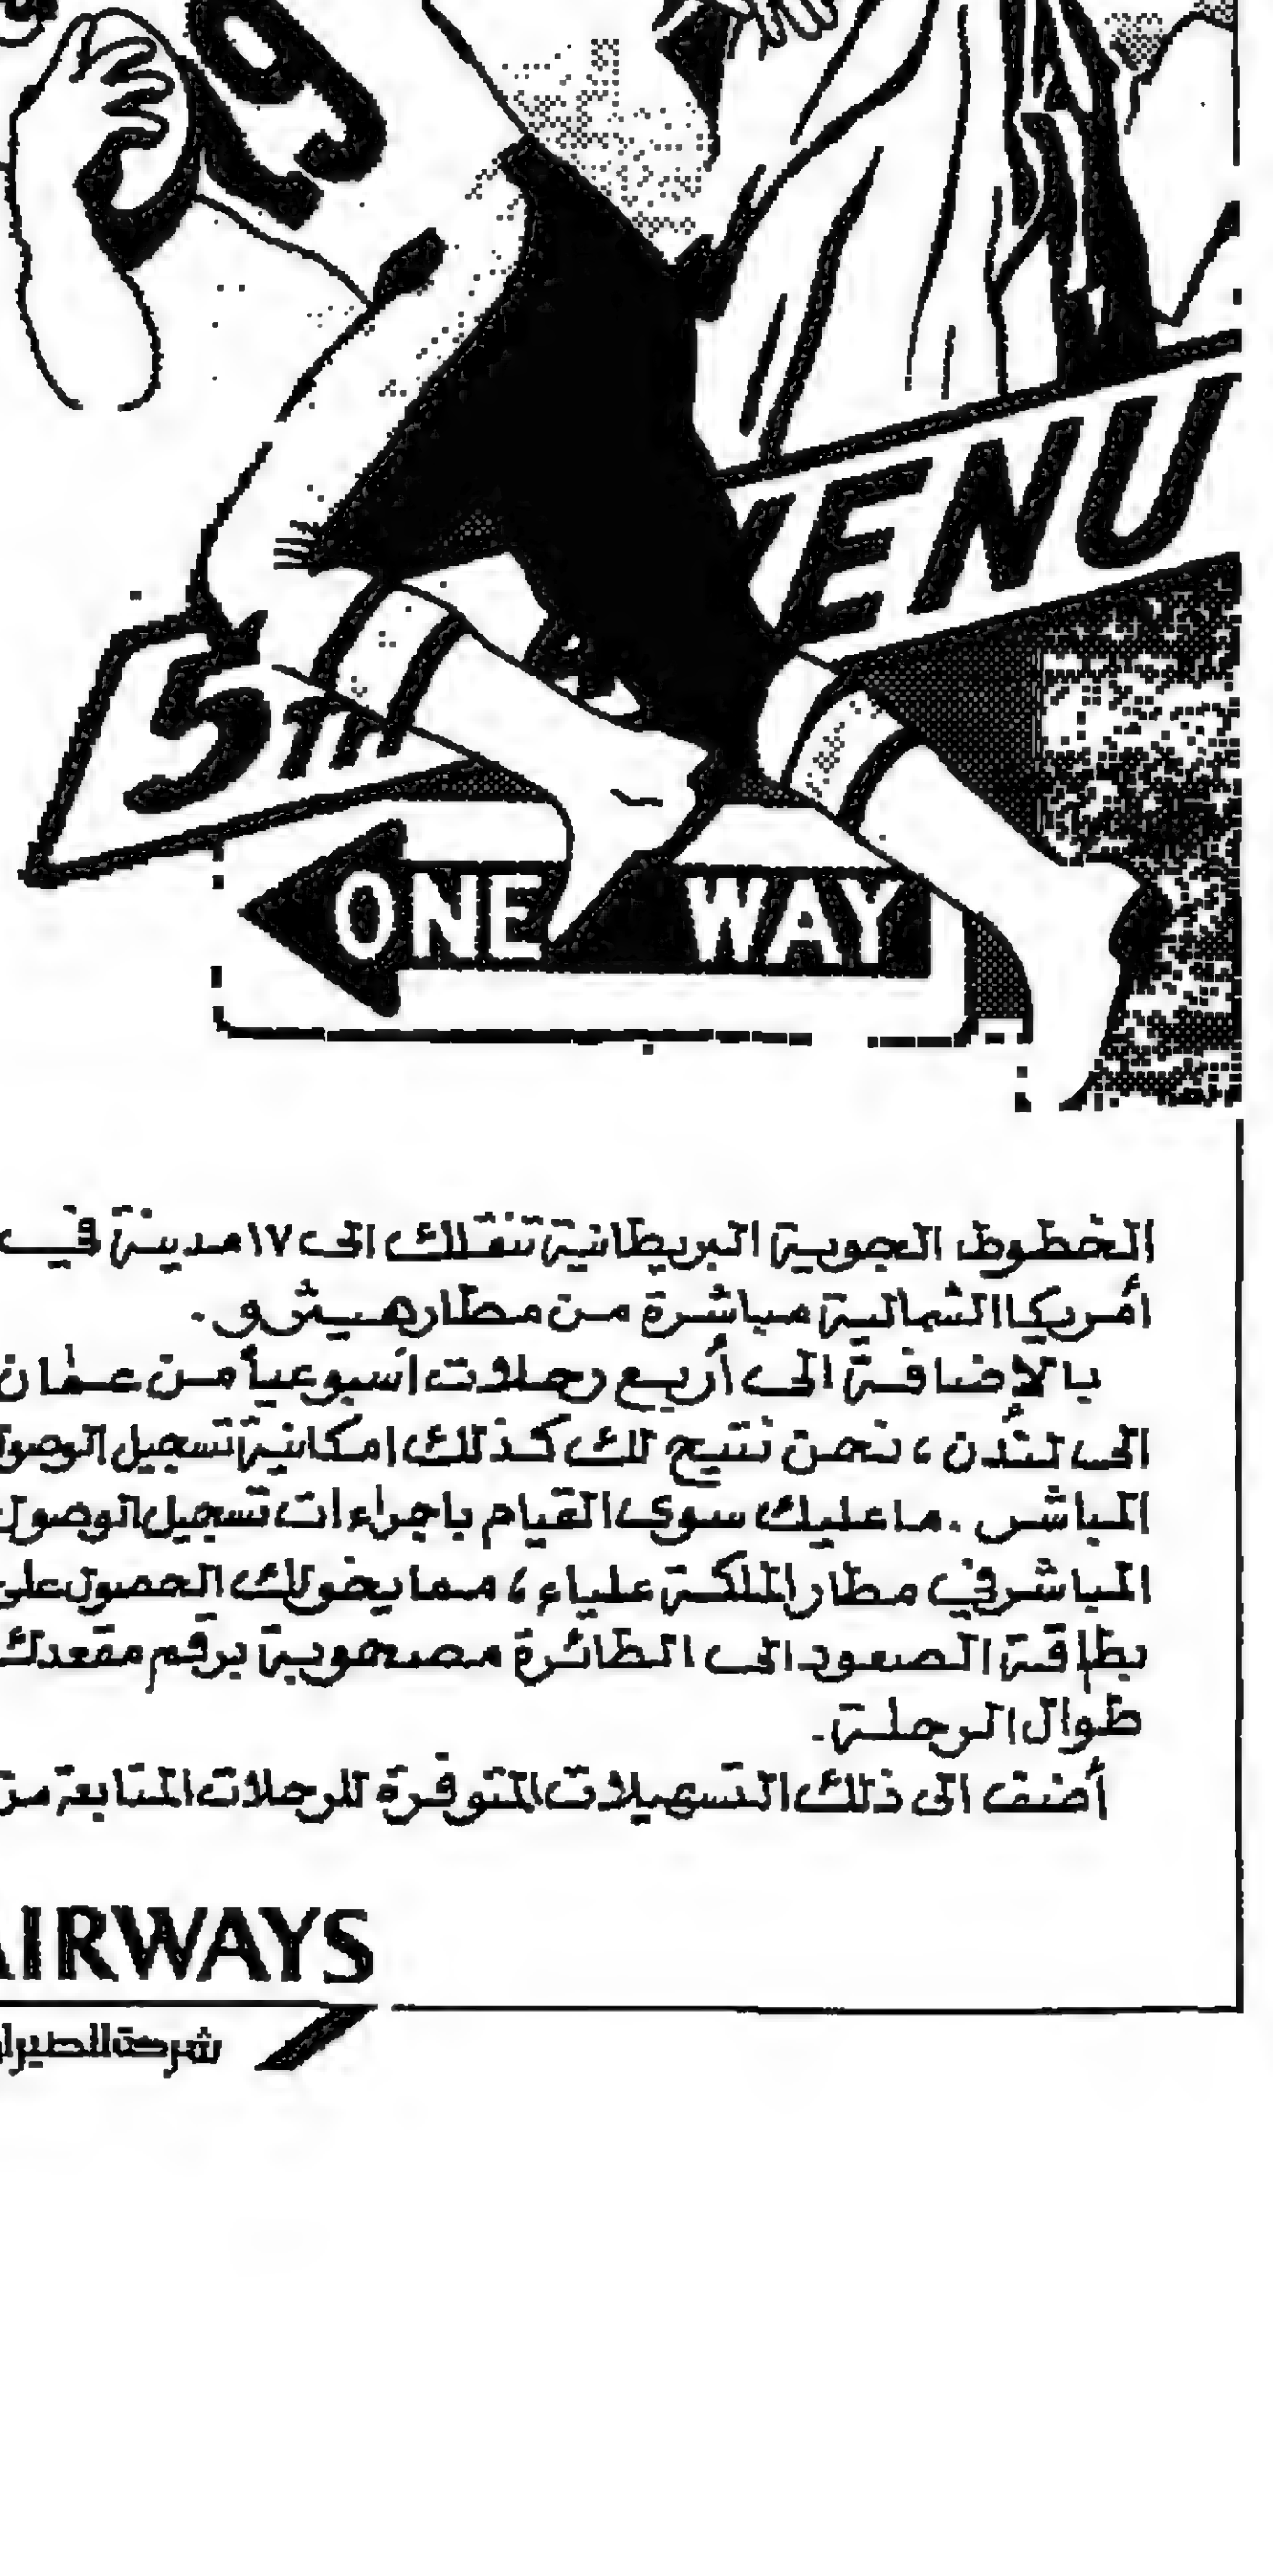 ENU
5TH
ONE WAY
الخطوط الجوية البريطانية تنقلك الى ١٧ مدينة في
أمريكا الشمالية مباشرة من مطار هيثرو.
بالإضافة الى أربع رحلات اسبوعياً من عمان
الى لندن، نحن نتيح لك كذلك امكانية تسجيل الوصول
المباشر. ما عليك سوى القيام باجراءات تسجيل الوصول
المباشر في مطار الملكة علياء، مما يخولك الحصول على
بطاقة الصعود الى الطائرة مصحوبة برقم مقعدك
طوال الرحلة.
أضف الى ذلك التسهيلات المتوفرة للرحلات المتابعة من
AIRWAYS
شركة للطيران